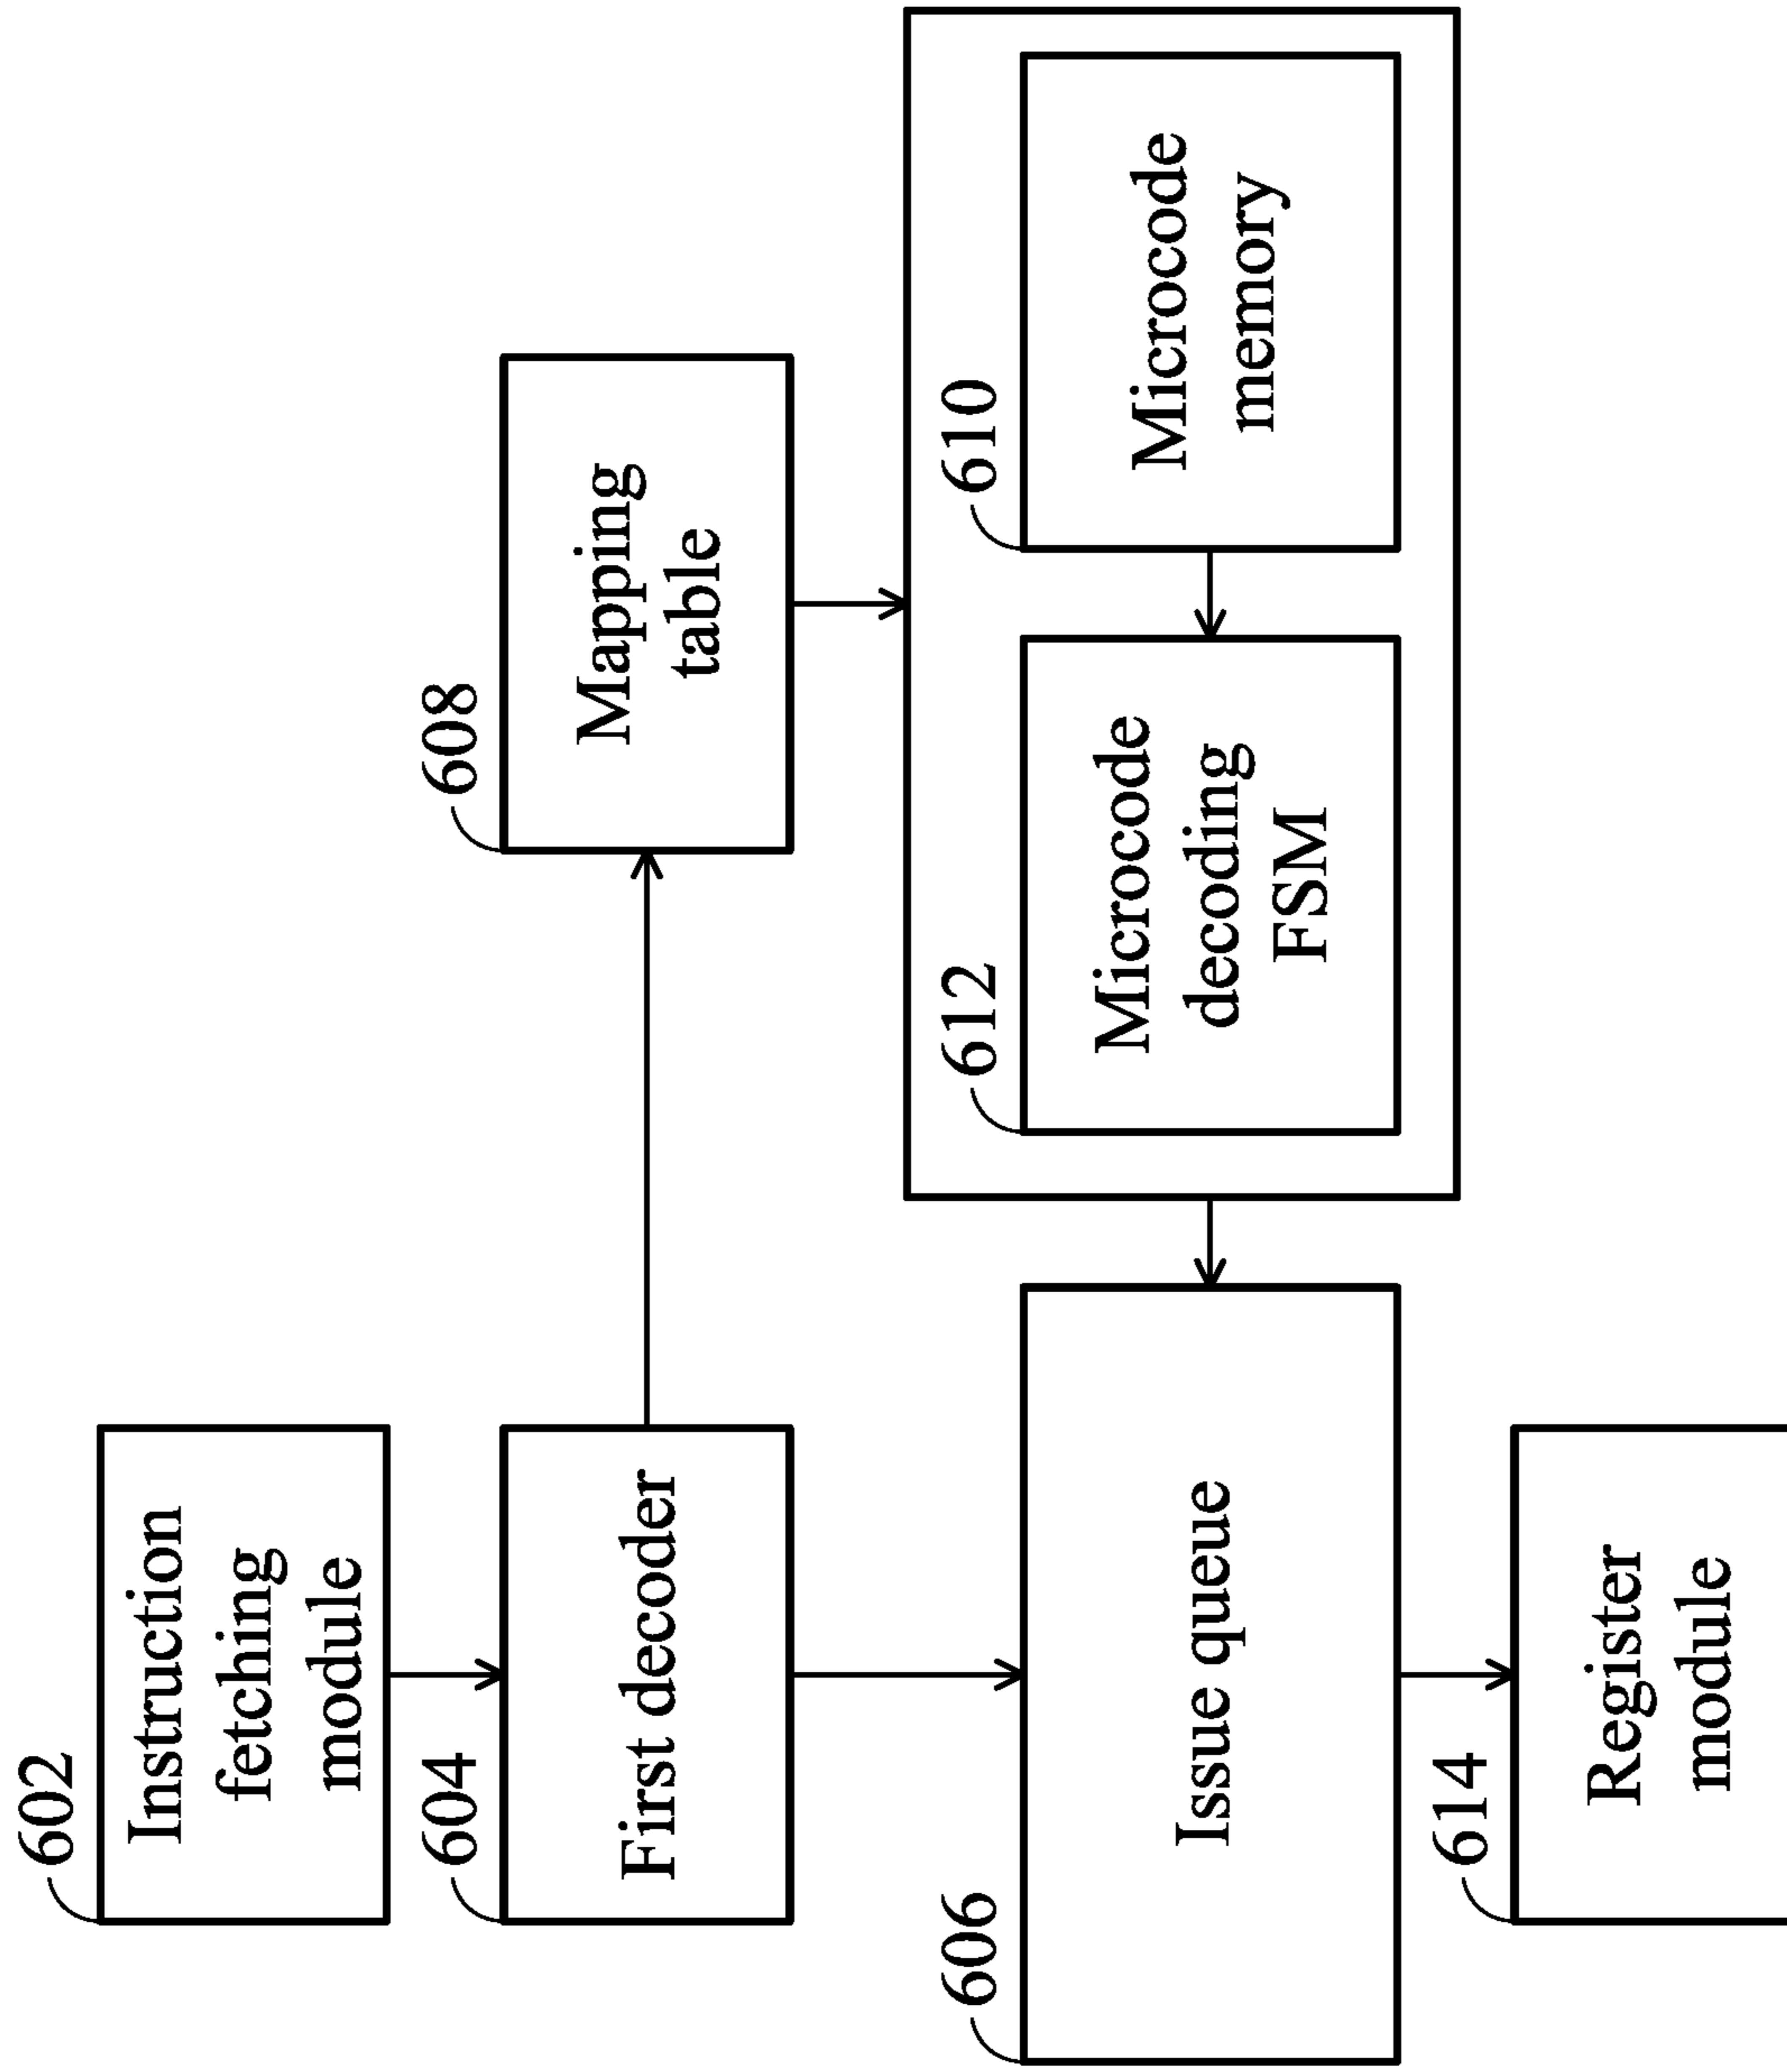 602
Instruction
fetching
module
604
First decoder
608
Mapping
table
606
Issue queue
612
Microcode
decoding
FSM
610
Microcode
memory
614
Register
module